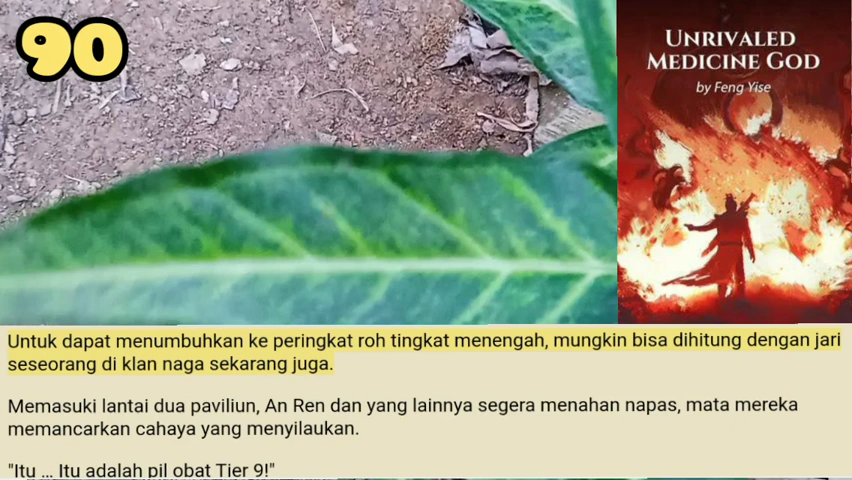 90
UNRIVALED
MEDICINE GOD
by Feng Yise
Untuk dapat menumbuhkan ke peringkat roh tingkat menengah, mungkin bisa dihitung dengan jari
seseorang di klan naga sekarang juga.
Memasuki lantai dua paviliun, An Ren dan yang lainnya segera menahan napas, mata mereka
memancarkan cahaya yang menyilaukan.
"Itu ... Itu adalah pil obat Tier 9!"